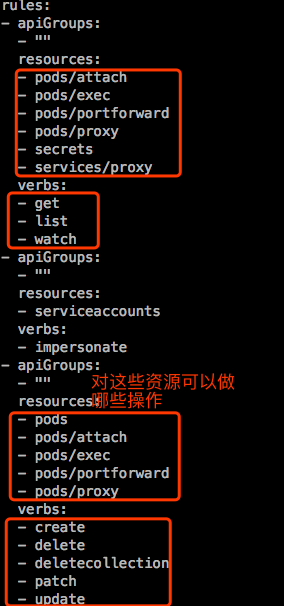 rules:
- apiGroups:
  - ""
  resources:
  - pods/attach
  - pods/exec
  - pods/portforward
  - pods/proxy
  - secrets
  - services/proxy
  verbs:
  - get
  - list
  - watch
- apiGroups:
  - ""
  resources:
  - serviceaccounts
  verbs:
  - impersonate
- apiGroups:
  - ""
对这些资源可以做
哪些操作
  resources:
  - pods
  - pods/attach
  - pods/exec
  - pods/portforward
  - pods/proxy
  verbs:
  - create
  - delete
  - deletecollection
  - patch
  - update